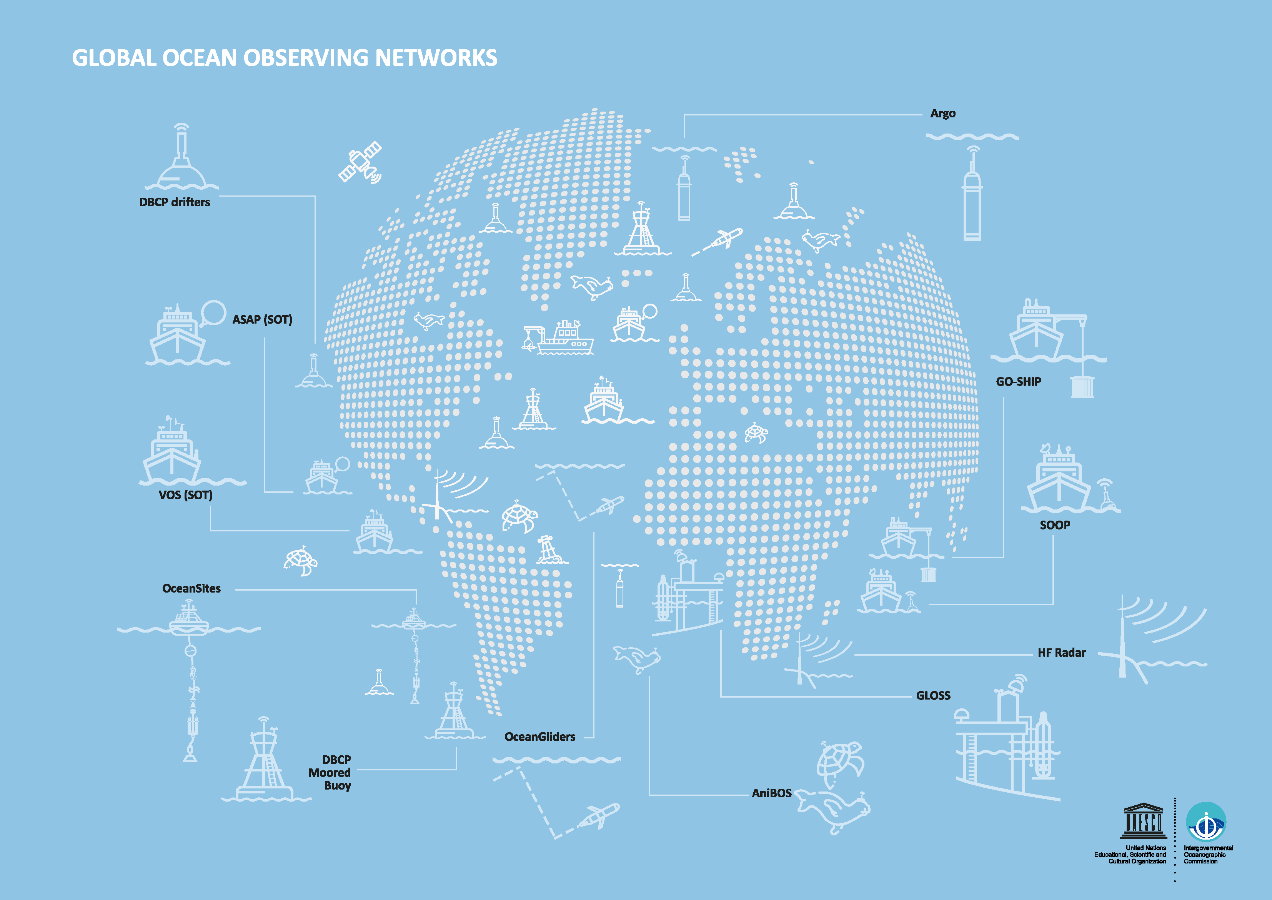 GLOBAL OCEAN OBSERVING NETWORKS
Argo
DBCP drifters
ASAP (SOT)
GO-SHIP
VOS (SOT)
SOOP
OceanSites
HF Radar
GLOSS
OceanGliders
DBCP
Moored
Buoy
AniBOS
UNESCO
United Nations
Educational, Scientific and
Cultural Organization
Intergovernmental
Oceanographic
Commission